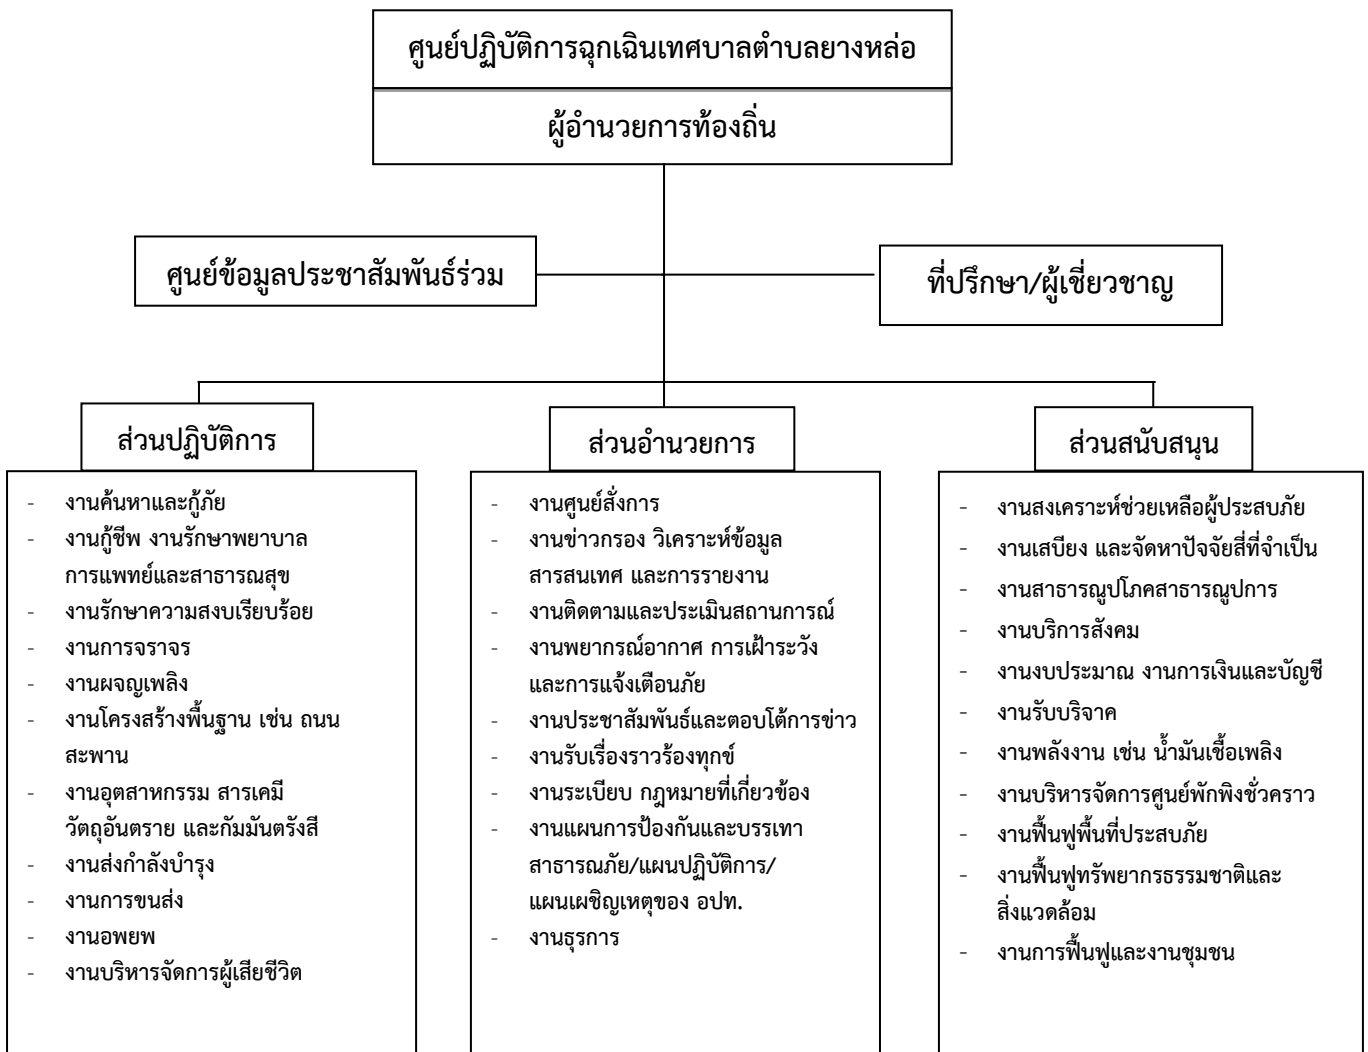 ศูนย์ปฏิบัติการฉุกเฉินเทศบาลตำบลยางหล่อ
ผู้อำนวยการท้องถิ่น
ศูนย์ข้อมูลประชาสัมพันธ์ร่วม
ที่ปรึกษา/ผู้เชี่ยวชาญ
ส่วนปฏิบัติการ
- งานค้นหาและกู้ภัย
- งานกู้ชีพ งานรักษาพยาบาล
การแพทย์และสาธารณสุข
- งานรักษาความสงบเรียบร้อย
- งานการจราจร
- งานผจญเพลิง
- งานโครงสร้างพื้นฐาน เช่น ถนน
สะพาน
- งานอุตสาหกรรม สารเคมี
วัตถุอันตราย และกัมมันตรังสี
- งานส่งกำลังบำรุง
- งานการขนส่ง
- งานอพยพ
- งานบริหารจัดการผู้เสียชีวิต
ส่วนอำนวยการ
- งานศูนย์สั่งการ
- งานข่าวกรอง วิเคราะห์ข้อมูล
สารสนเทศ และการรายงาน
- งานติดตามและประเมินสถานการณ์
- งานพยากรณ์อากาศ การเฝ้าระวัง
และการแจ้งเตือนภัย
- งานประชาสัมพันธ์และตอบโต้การข่าว
- งานรับเรื่องราวร้องทุกข์
- งานระเบียบ กฎหมายที่เกี่ยวข้อง
- งานแผนการป้องกันและบรรเทา
สาธารณภัย/แผนปฏิบัติการ/
แผนเผชิญเหตุของ อปท.
- งานธุรการ
ส่วนสนับสนุน
- งานสงเคราะห์ช่วยเหลือผู้ประสบภัย
- งานเสบียง และจัดหาปัจจัยสี่ที่จำเป็น
- งานสาธารณูปโภคสาธารณูปการ
- งานบริการสังคม
- งานงบประมาณ งานการเงินและบัญชี
- งานรับบริจาค
- งานพลังงาน เช่น น้ำมันเชื้อเพลิง
- งานบริหารจัดการศูนย์พักพิงชั่วคราว
- งานฟื้นฟูพื้นที่ประสบภัย
- งานฟื้นฟูทรัพยากรธรรมชาติและ
สิ่งแวดล้อม
- งานการฟื้นฟูและงานชุมชน